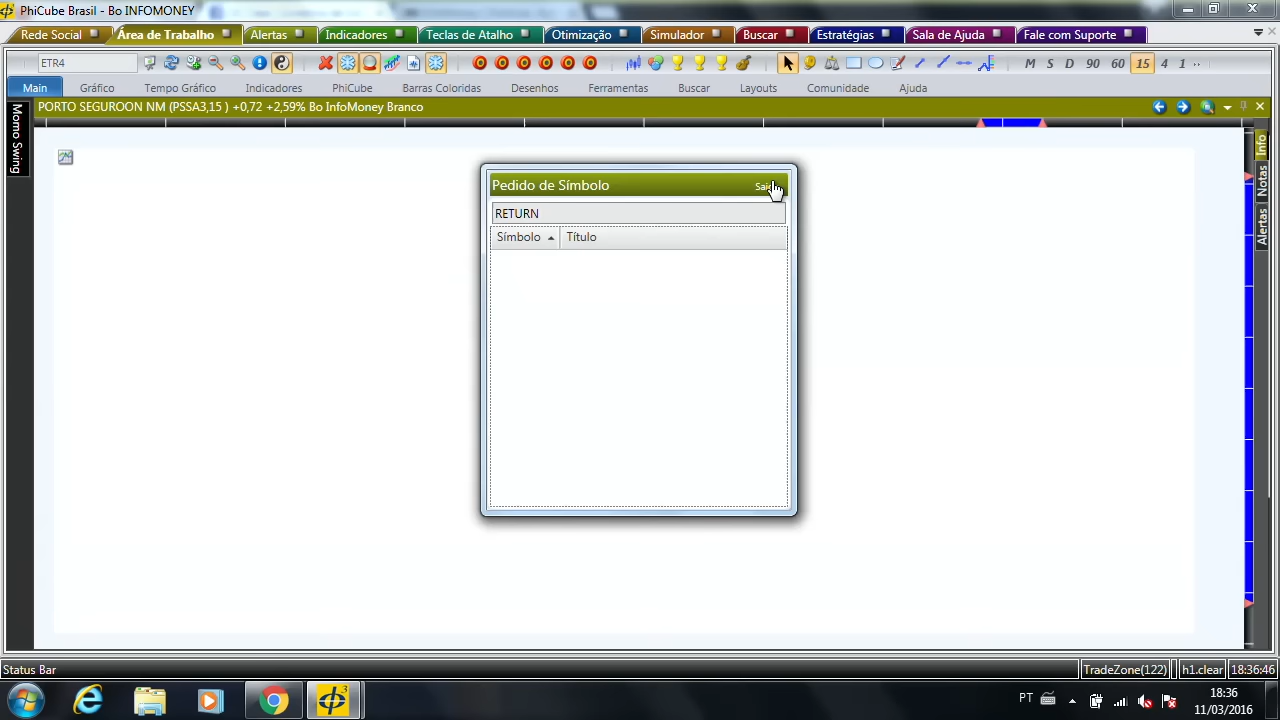 PhiCube Brasil - Bo INFOMONEY
Rede Social Área de Trabalho Alertas Indicadores Teclas de Atalho Otimização Simulador Buscar Estratégias Sala de Ajuda Fale com Suporte
ETR4 M S D 90 60 15 4 1
Main Gráfico Tempo Gráfico Indicadores PhiCube Barras Coloridas Desenhos Ferramentas Buscar Layouts Comunidade Ajuda
PORTO SEGUROON NM (PSSA3,15 ) +0,72 +2,59% Bo InfoMoney Branco
Momo Swing
Info
Notas
Alertas
Pedido de Símbolo
RETURN
Símbolo Título
Status Bar TradeZone(122) h1.clear 18:36:46
PT 18:36
11/03/2016